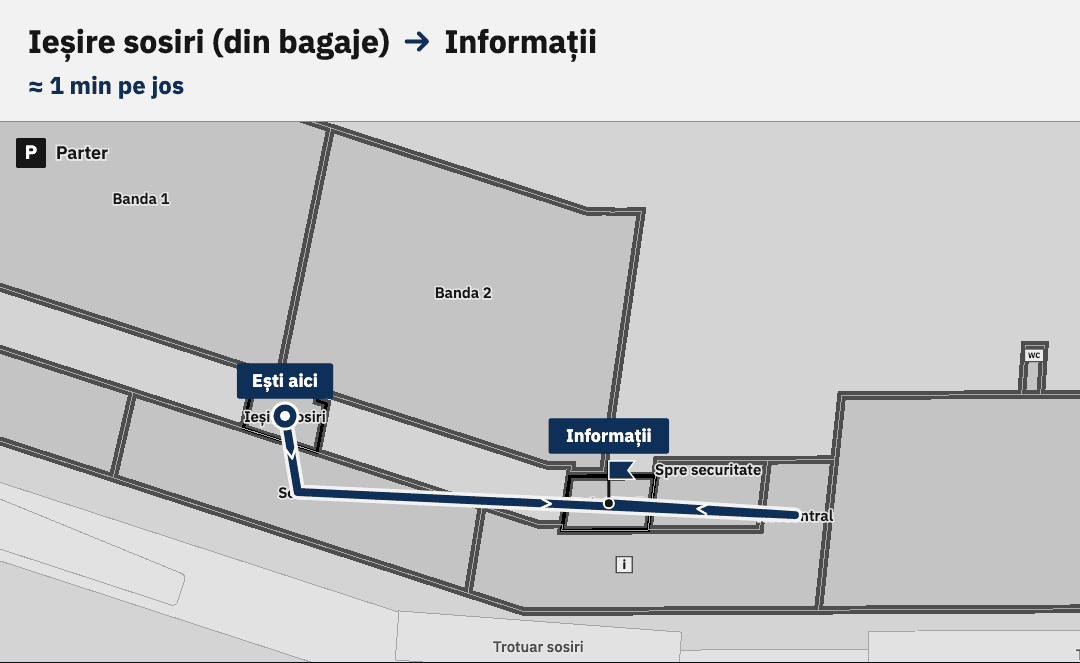 Ieșire sosiri (din bagaje) → Informații
≈ 1 min pe jos
P Parter
Banda 1
Banda 2
wc
Ești aici
Informații
Spre securitate
i
Trotuar sosiri